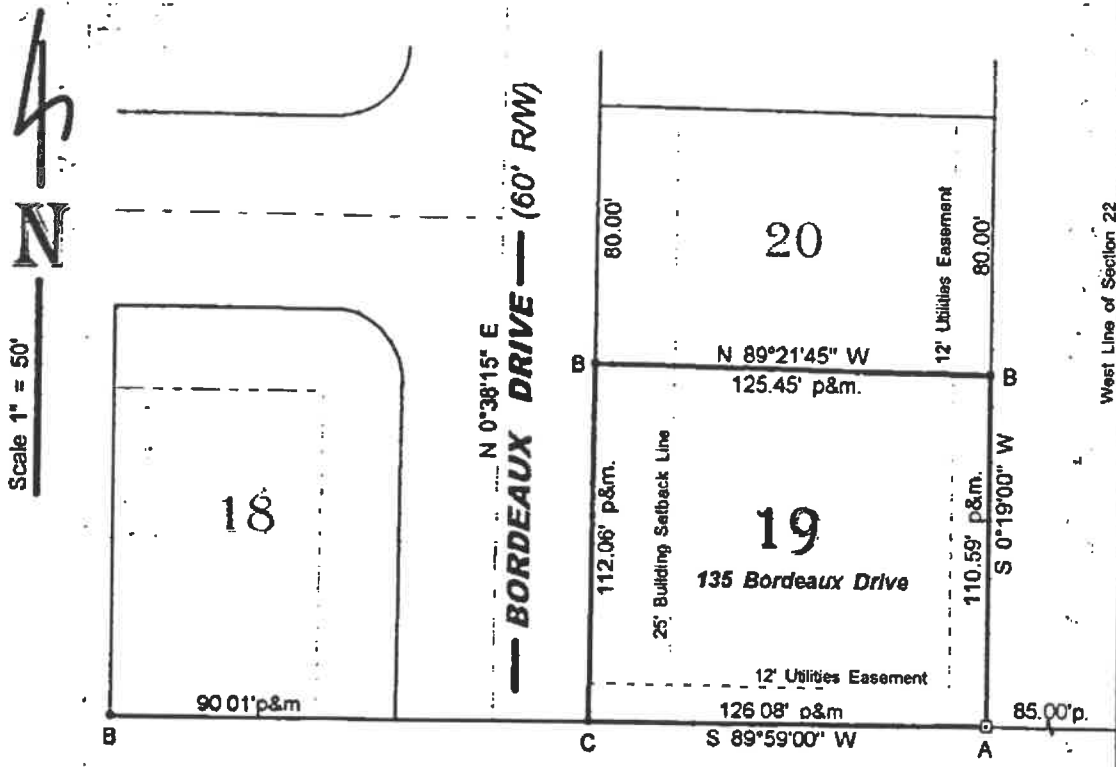 N
Scale 1" = 50'
BORDEAUX DRIVE (60' R/W)
N 0°38'15" E
80.00'
20
12' Utilities Easement
80.00'
West Line of Section 22
B
N 89°21'45" W
125.45' p&m.
B
18
112.06' p&m.
25' Building Setback Line
19
135 Bordeaux Drive
110.59' p&m.
S 0°19'00" W
12' Utilities Easement
90 01' p&m
126 08' p&m
85.00'p.
B
C
S 89°59'00" W
A